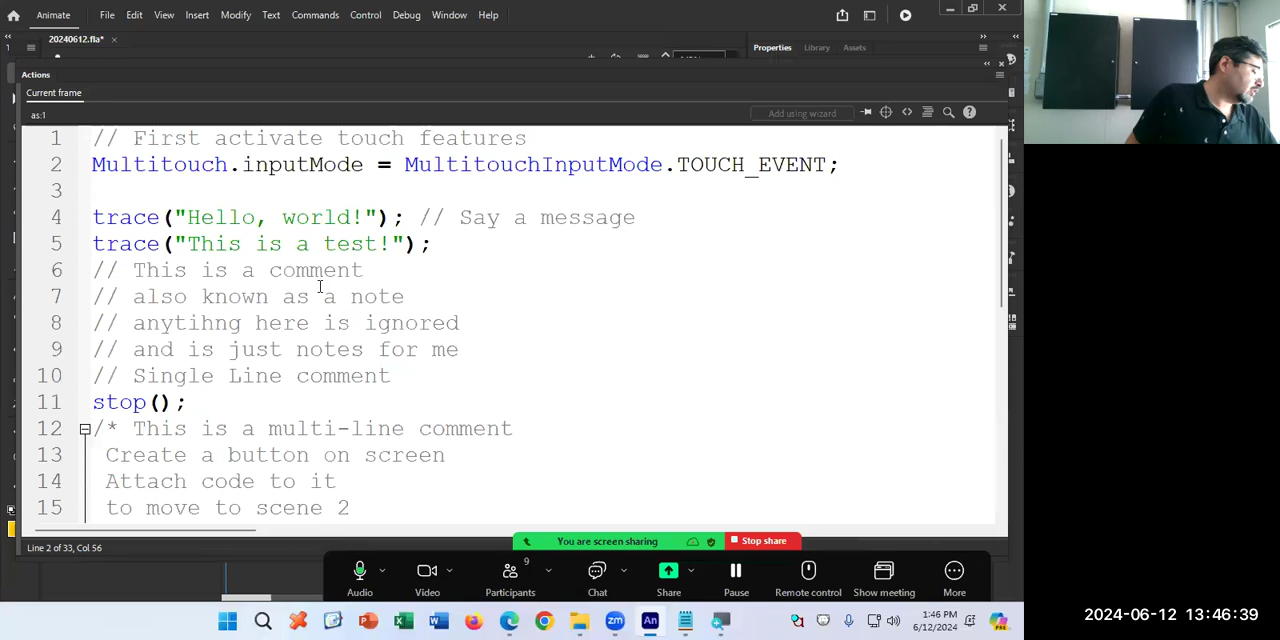 Animate File Edit View Insert Modify Text Commands Control Debug Window Help
20240612.fla* ×
Properties Library Assets
Actions
Current frame
as:1
Add using wizard
1 // First activate touch features
2 Multitouch.inputMode = MultitouchInputMode.TOUCH_EVENT;
3
4 trace("Hello, world!"); // Say a message
5 trace("This is a test!");
6 // This is a comment
7 // also known as a note
8 // anytihng here is ignored
9 // and is just notes for me
10 // Single Line comment
11 stop();
12 /* This is a multi-line comment
13 Create a button on screen
14 Attach code to it
15 to move to scene 2
Line 2 of 33, Col 56
You are screen sharing Stop share
9
Audio Video Participants Chat Share Pause Remote control Show meeting More
1:46 PM
6/12/2024
2024-06-12 13:46:39